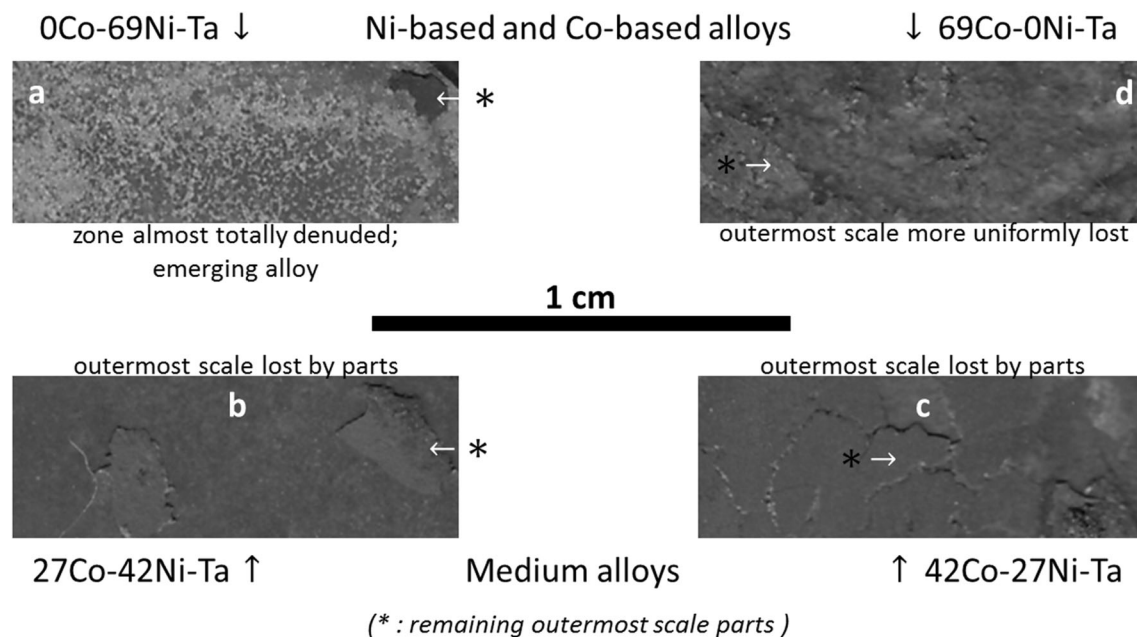 0Co-69Ni-Ta ↓ Ni-based and Co-based alloys ↓ 69Co-0Ni-Ta
a
← *
d
* →
zone almost totally denuded;
emerging alloy
outermost scale more uniformly lost
1 cm
outermost scale lost by parts
outermost scale lost by parts
b
← *
c
* →
27Co-42Ni-Ta ↑ Medium alloys ↑ 42Co-27Ni-Ta
(* : remaining outermost scale parts )